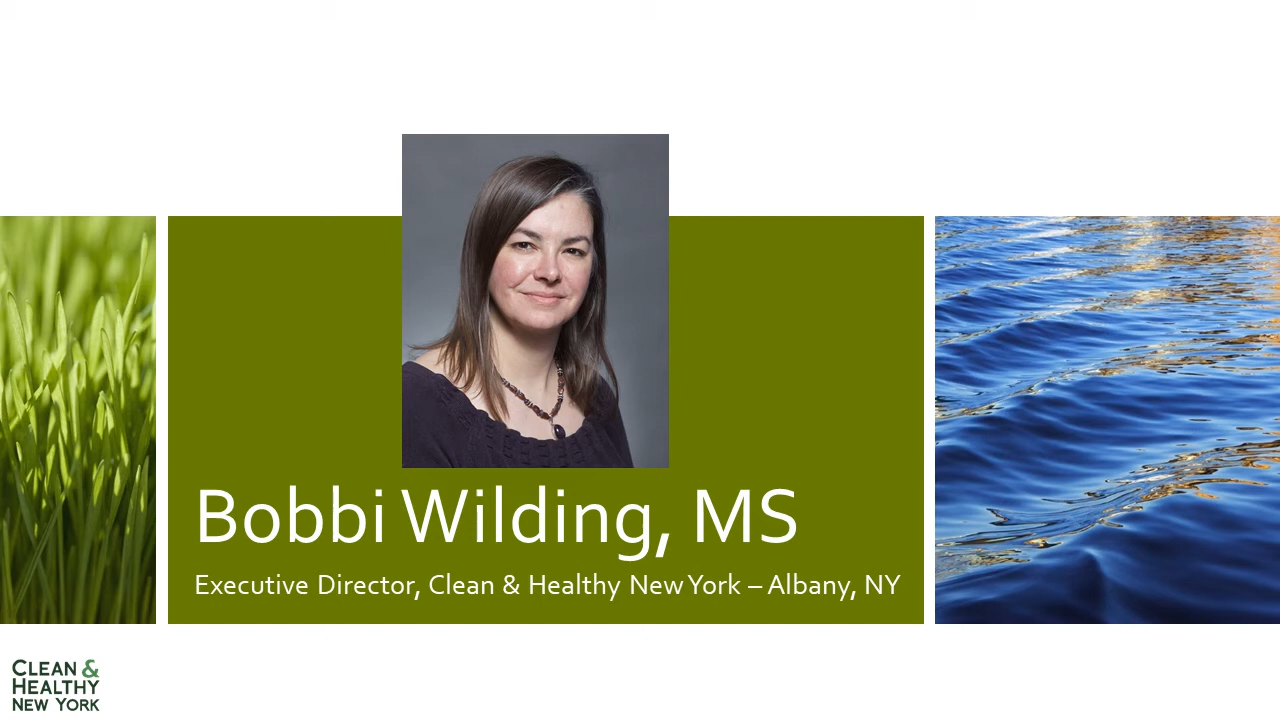 Bobbi Wilding, MS
Executive Director, Clean & Healthy New York – Albany, NY
CLEAN &
HEALTHY
NEW YORK